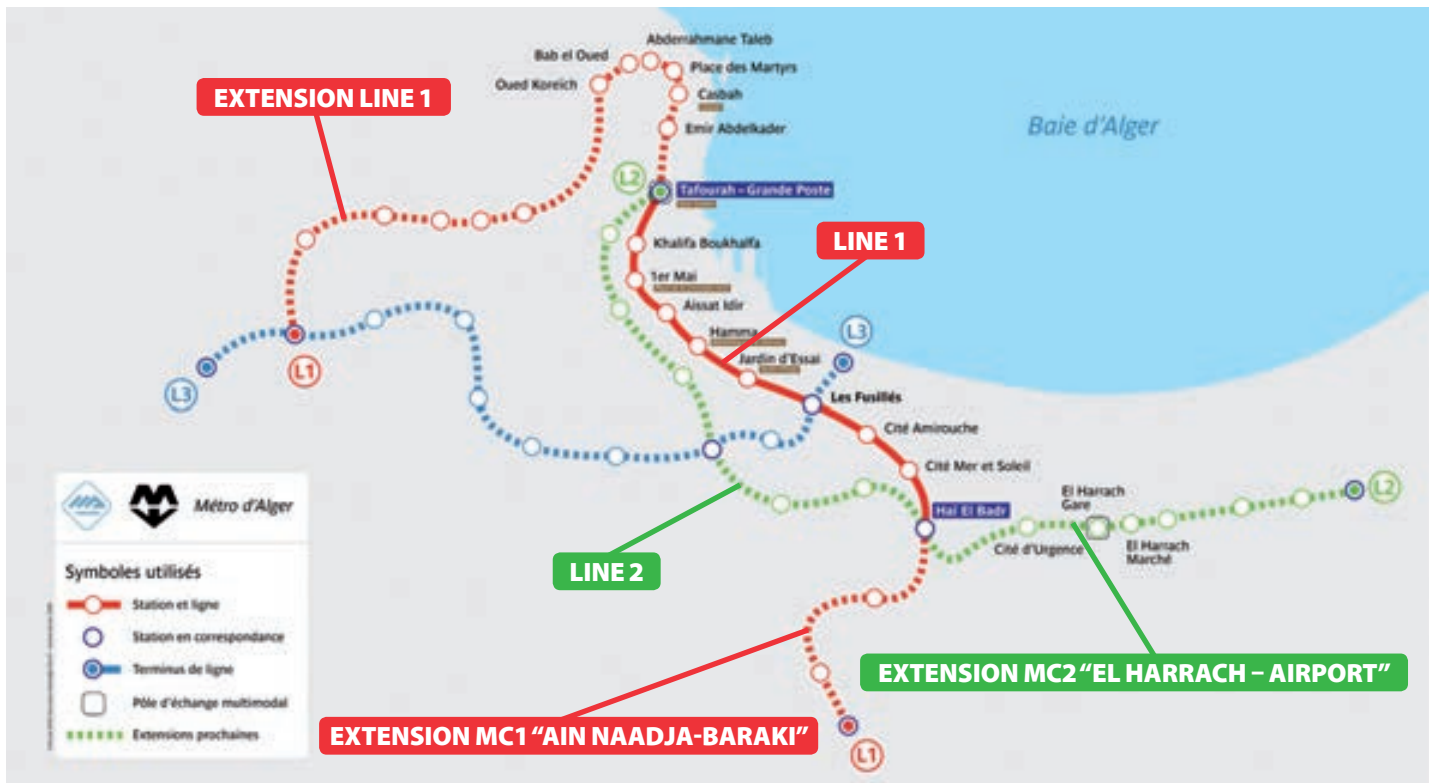 Abderrahmane Taleb
Bab el Oued
Place des Martyrs
Oued Koreich
EXTENSION LINE 1
Casbah
Emir Abdelkader
Baie d'Alger
L2
Tafourah - Grande Poste
LINE 1
Khalifa Boukhalfa
1er Mai
Aissat Idir
Hamma
L3
Jardin d'Essai
L1
L3
Les Fusillés
Cité Amirouche
Cité Mer et Soleil
El Harrach
Gare
L2
Métro d'Alger
Hai El Badr
Cité d'Urgence
El Harrach
Marché
LINE 2
Symboles utilisés
Station et ligne
Station en correspondance
Terminus de ligne
Pôle d'échange multimodal
Extensions prochaines
EXTENSION MC2 "EL HARRACH – AIRPORT"
EXTENSION MC1 "AIN NAADJA-BARAKI"
L1